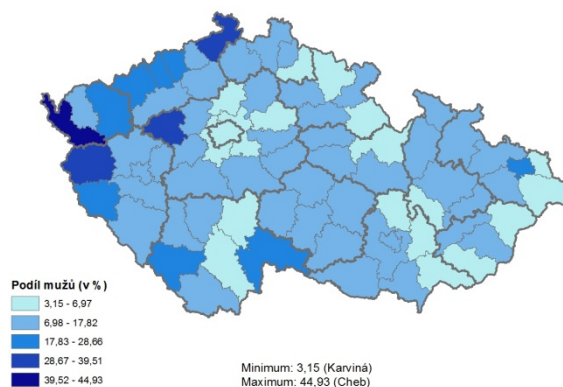 Podíl mužů (v %)
3,15 - 6,97
6,98 - 17,82
17,83 - 28,66
28,67 - 39,51
39,52 - 44,93
Minimum: 3,15 (Karviná)
Maximum: 44,93 (Cheb)